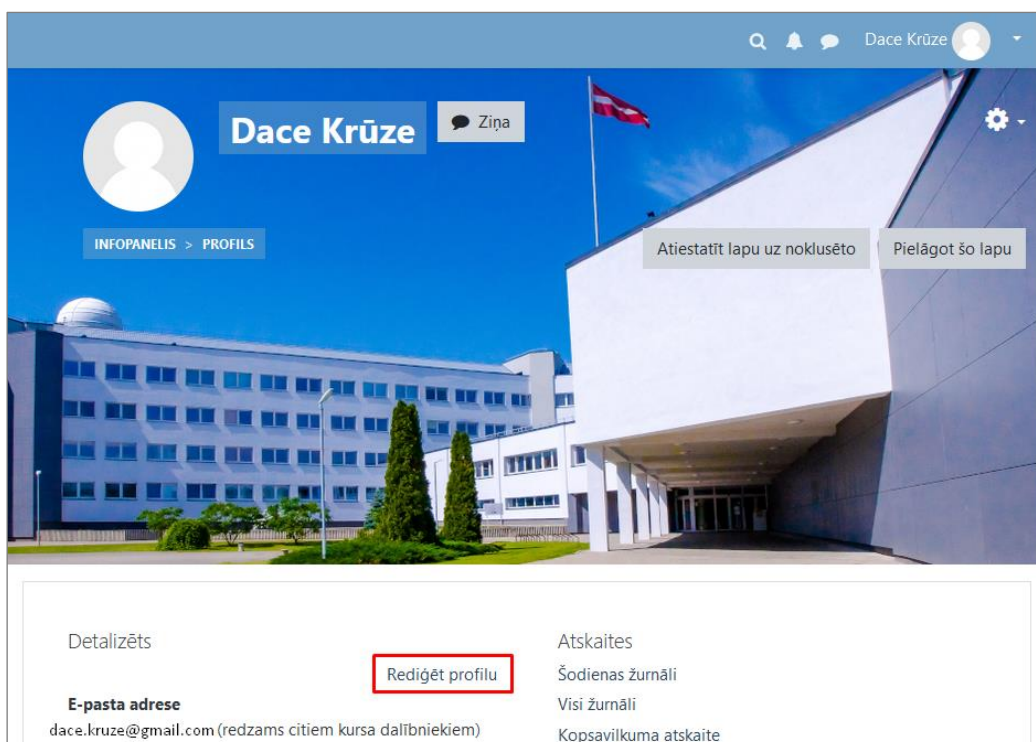 Dace Krūze
Dace Krūze
Ziņa
INFOPANELIS > PROFILS
Atiestatīt lapu uz noklusēto
Pielāgot šo lapu
Detalizēts
Rediģēt profilu
E-pasta adrese
dace.kruze@gmail.com (redzams citiem kursa dalībniekiem)
Atskaites
Šodienas žurnāli
Visi žurnāli
Kopsavilkuma atskaite